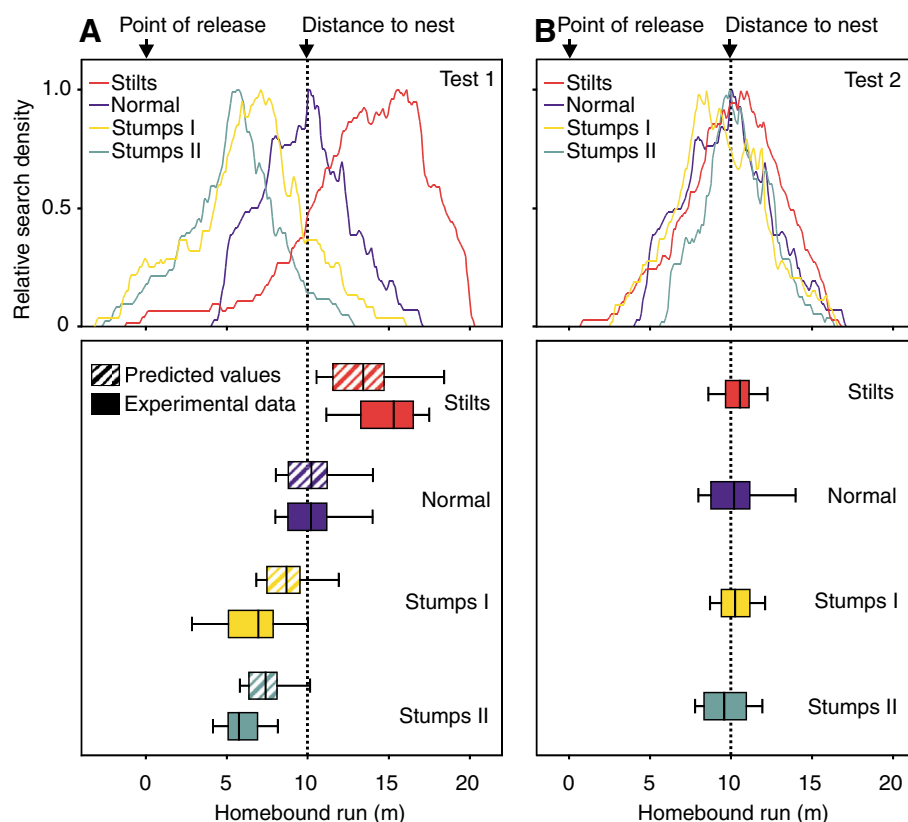 A Point of release Distance to nest
Stilts
Normal
Stumps I
Stumps II
Test 1
Relative search density
1.0
0.5
0
Predicted values
Experimental data
Stilts
Normal
Stumps I
Stumps II
0 5 10 15 20
Homebound run (m)
B Point of release Distance to nest
Stilts
Normal
Stumps I
Stumps II
Test 2
Stilts
Normal
Stumps I
Stumps II
0 5 10 15 20
Homebound run (m)